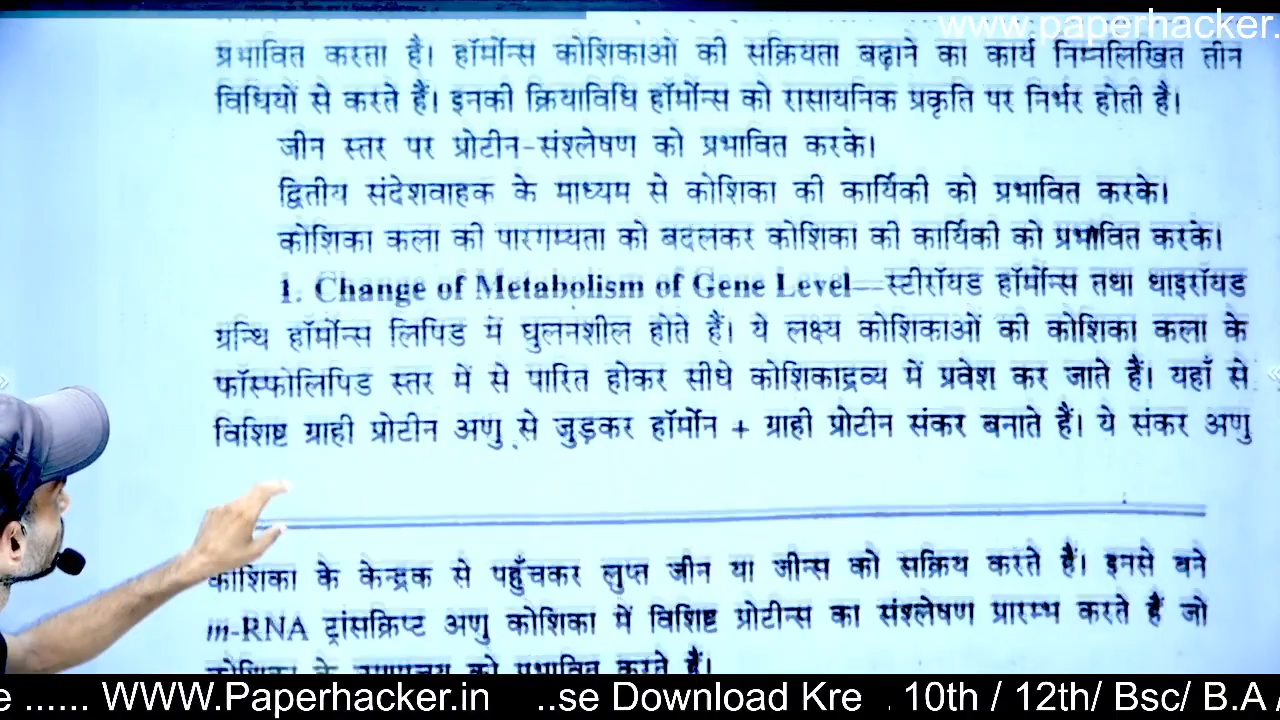 www.paperhacker.
प्रभावित करता है। हॉर्मोन्स कोशिकाओं की सक्रियता बढ़ाने का कार्य निम्नलिखित तीन
विधियों से करते हैं। इनकी क्रियाविधि हॉर्मोन्स को रासायनिक प्रकृति पर निर्भर होती है।
जीन स्तर पर प्रोटीन-संश्लेषण को प्रभावित करके।
द्वितीय संदेशवाहक के माध्यम से कोशिका की कार्यिकी को प्रभावित करके।
कोशिका कला की पारगम्यता को बदलकर कोशिका की कार्यिकी को प्रभावित करके।
1. Change of Metabolism of Gene Level—स्टीरॉयड हॉर्मोन्स तथा थाइरॉयड
ग्रन्थि हॉर्मोन्स लिपिड में घुलनशील होते हैं। ये लक्ष्य कोशिकाओं की कोशिका कला के
फॉस्फोलिपिड स्तर में से पारित होकर सीधे कोशिकाद्रव्य में प्रवेश कर जाते हैं। यहाँ से
विशिष्ट ग्राही प्रोटीन अणु से जुड़कर हॉर्मोन + ग्राही प्रोटीन संकर बनाते हैं। ये संकर अणु
कोशिका के केन्द्रक से पहुँचकर लुप्त जीन या जीन्स को सक्रिय करते हैं। इनसे बने
m-RNA ट्रांसक्रिप्ट अणु कोशिका में विशिष्ट प्रोटीन्स का संश्लेषण प्रारम्भ करते हैं जो
कोशिका के उपापचय को प्रभावित करते हैं।
e ...... WWW.Paperhacker.in ..se Download Kre . 10th / 12th/ Bsc/ B.A